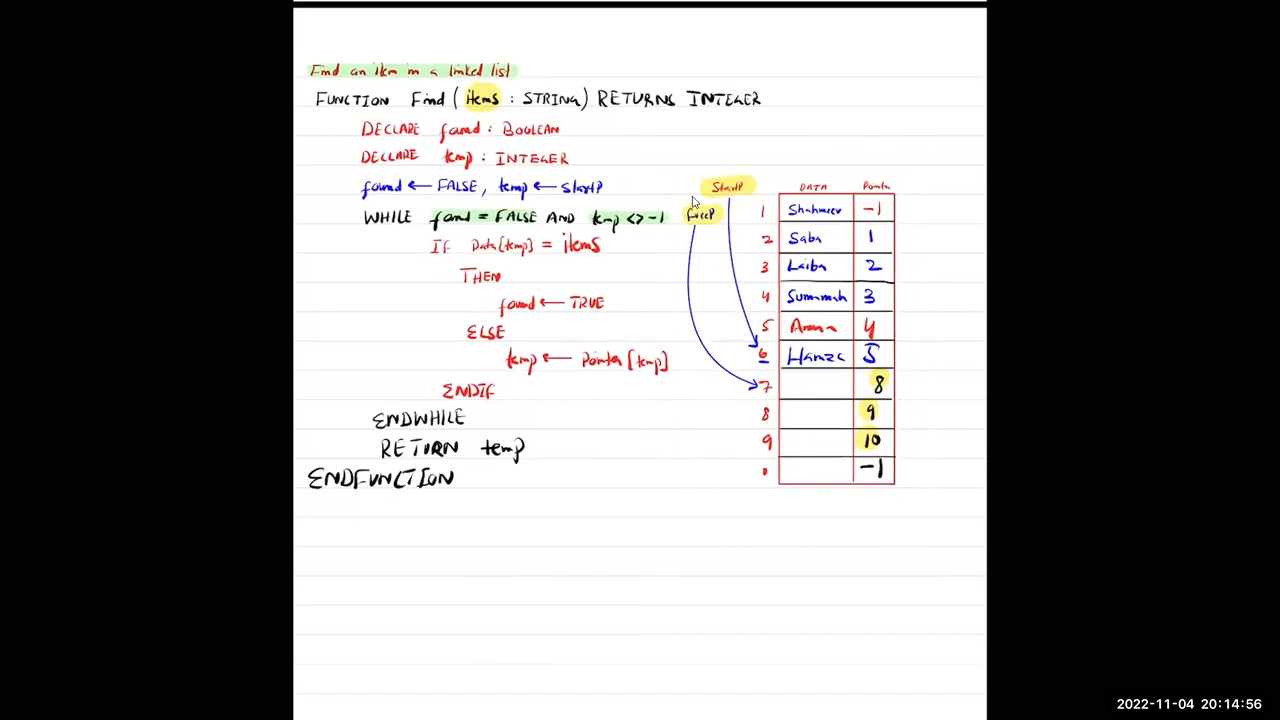 Find an item in a linked list
FUNCTION Find ( items : STRING) RETURNS INTEGER
DECLARE found : BOOLEAN
DECLARE temp : INTEGER
found ← FALSE, temp ← StartP
WHILE found = FALSE AND temp <> -1
IF Data[temp] = items
THEN
found ← TRUE
ELSE
temp ← Pointer [temp]
ENDIF
ENDWHILE
RETURN temp
ENDFUNCTION
StartP
FreeP
DATA Pointer
1 Shahmeer -1
2 Saba 1
3 Laiba 2
4 Sumamah 3
5 4
6 Hamza 5
7 8
8 9
9 10
-1
2022-11-04 20:14:56